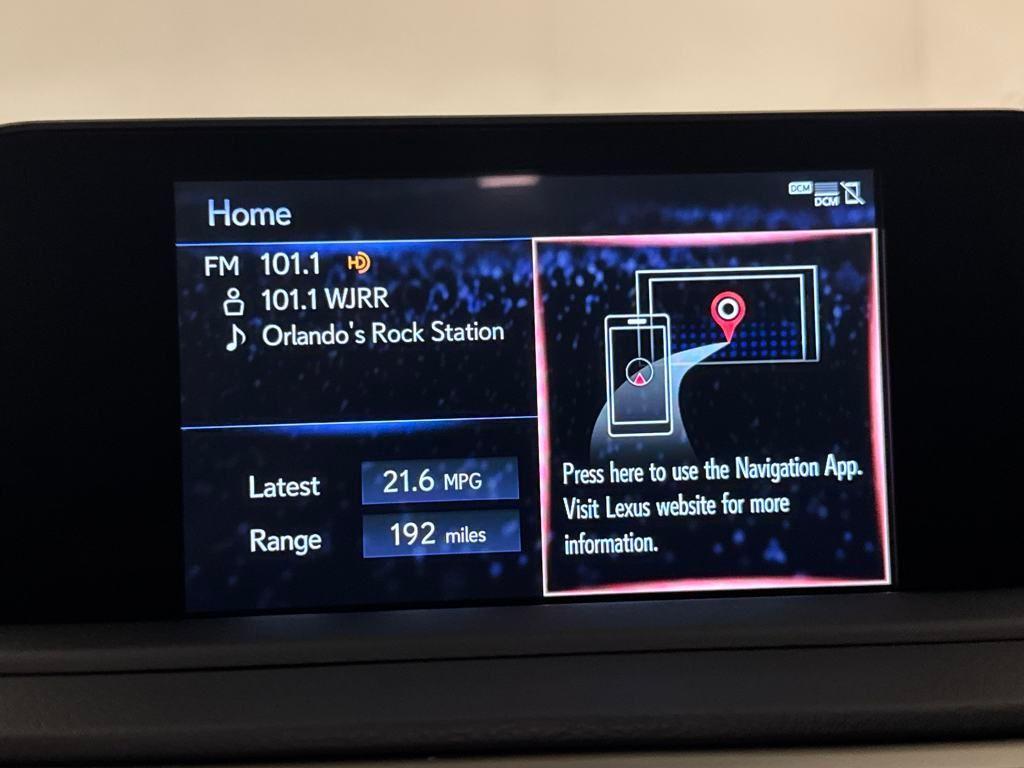 Home
DCM
DCM
FM 101.1 HD
101.1 WJRR
Orlando's Rock Station
Latest 21.6 MPG
Range 192 miles
Press here to use the Navigation App.
Visit Lexus website for more
information.